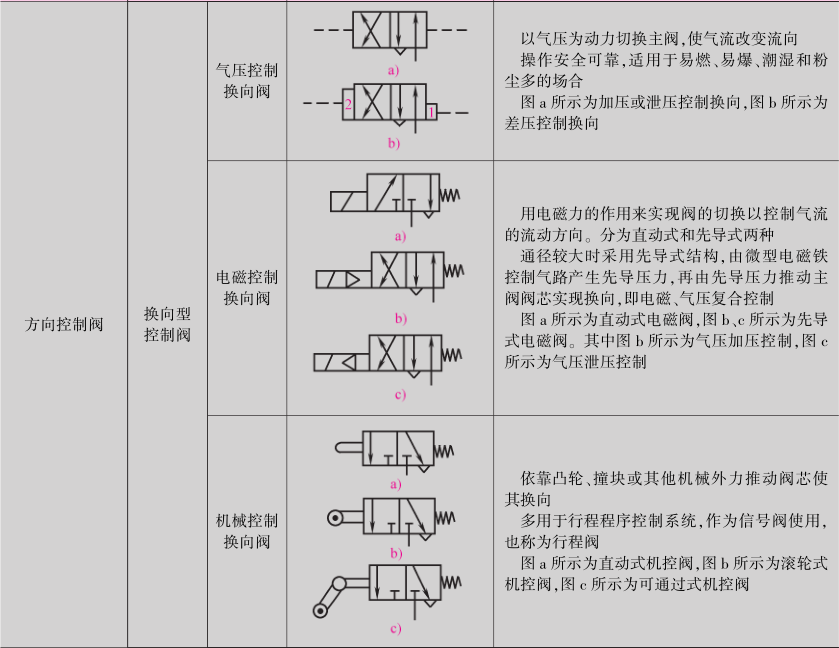 方向控制阀
换向型
控制阀
气压控制
换向阀
a)
2
1
b)
以气压为动力切换主阀,使气流改变流向
操作安全可靠,适用于易燃、易爆、潮湿和粉
尘多的场合
图 a 所示为加压或泄压控制换向,图 b 所示为
差压控制换向
电磁控制
换向阀
a)
b)
c)
用电磁力的作用来实现阀的切换以控制气流
的流动方向。分为直动式和先导式两种
通径较大时采用先导式结构,由微型电磁铁
控制气路产生先导压力,再由先导压力推动主
阀阀芯实现换向,即电磁、气压复合控制
图 a 所示为直动式电磁阀,图 b、c 所示为先导
式电磁阀。其中图 b 所示为气压加压控制,图 c
所示为气压泄压控制
机械控制
换向阀
a)
b)
c)
依靠凸轮、撞块或其他机械外力推动阀芯使
其换向
多用于行程程序控制系统,作为信号阀使用,
也称为行程阀
图 a 所示为直动式机控阀,图 b 所示为滚轮式
机控阀,图 c 所示为可通过式机控阀